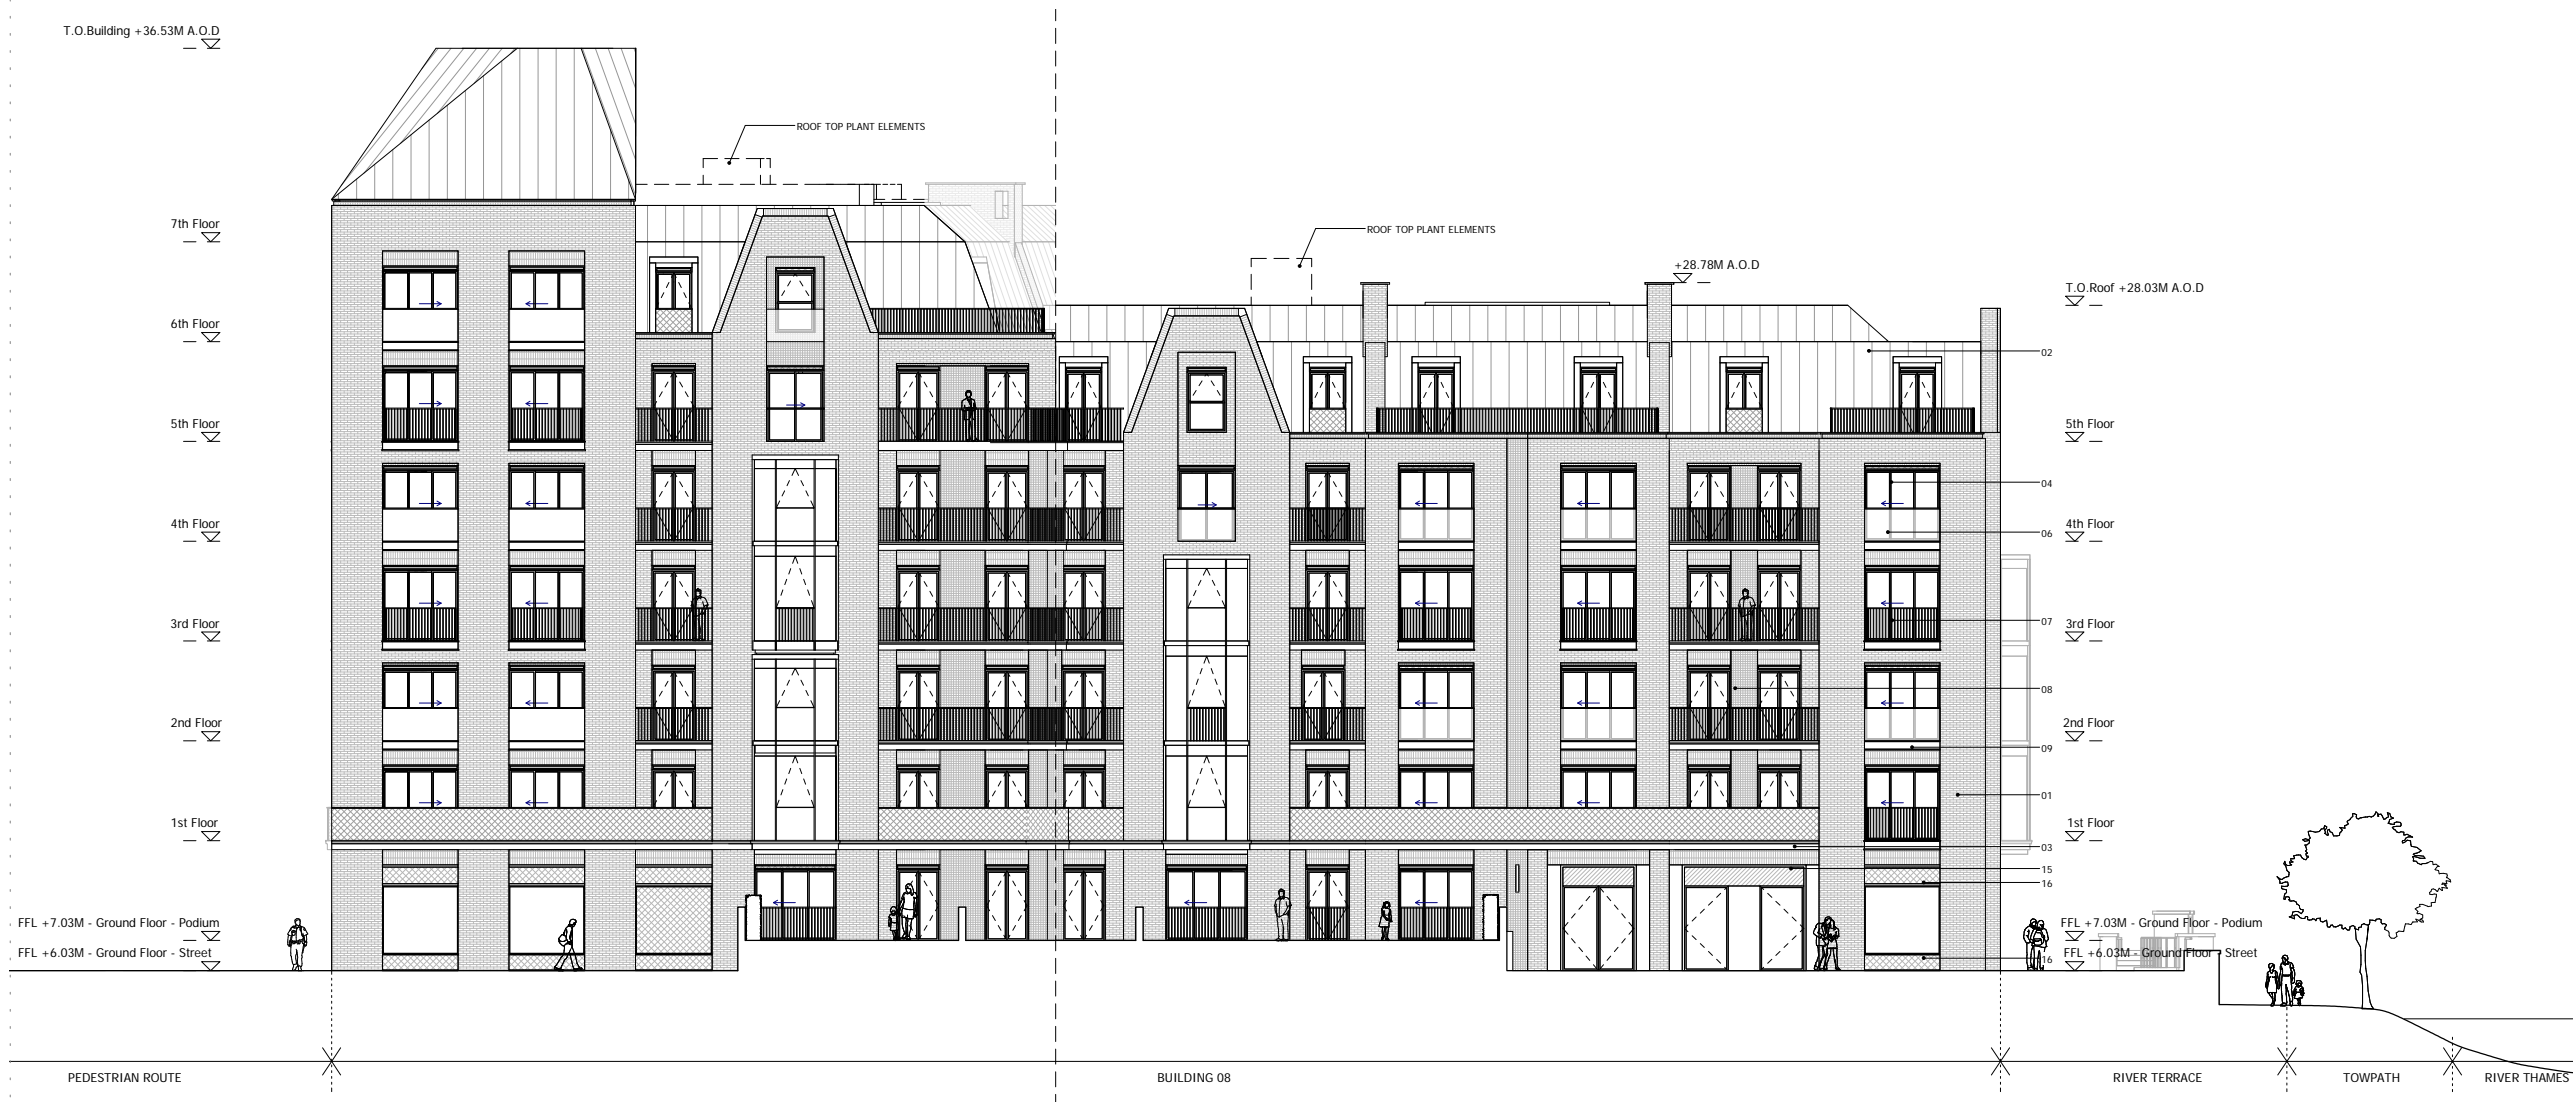 T.O.Building +36.53M A.O.D
ROOF TOP PLANT ELEMENTS
7th Floor
ROOF TOP PLANT ELEMENTS
+28.78M A.O.D
T.O.Roof +28.03M A.O.D
6th Floor
02
5th Floor
5th Floor
04
4th Floor
4th Floor
06
3rd Floor
3rd Floor
07
08
2nd Floor
2nd Floor
09
01
1st Floor
1st Floor
03
15
16
FFL +7.03M - Ground Floor - Podium
FFL +7.03M - Ground Floor - Podium
FFL +6.03M - Ground Floor - Street
FFL +6.03M - Ground Floor - Street
16
PEDESTRIAN ROUTE
BUILDING 08
RIVER TERRACE
TOWPATH
RIVER THAMES